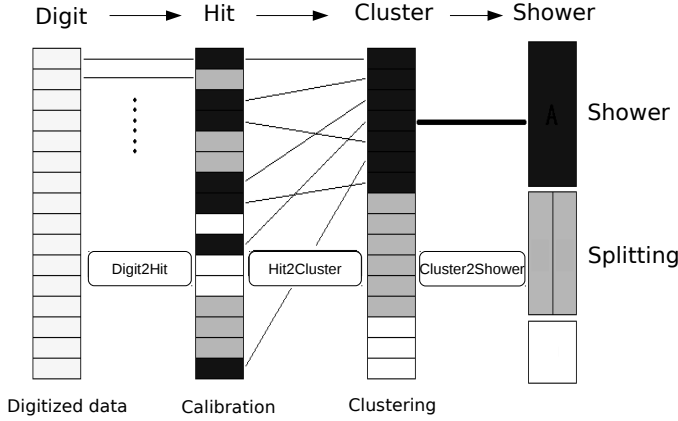 Digit
Hit
Cluster
Shower
A
Shower
Splitting
Digit2Hit
Hit2Cluster
Cluster2Shower
Digitized data
Calibration
Clustering